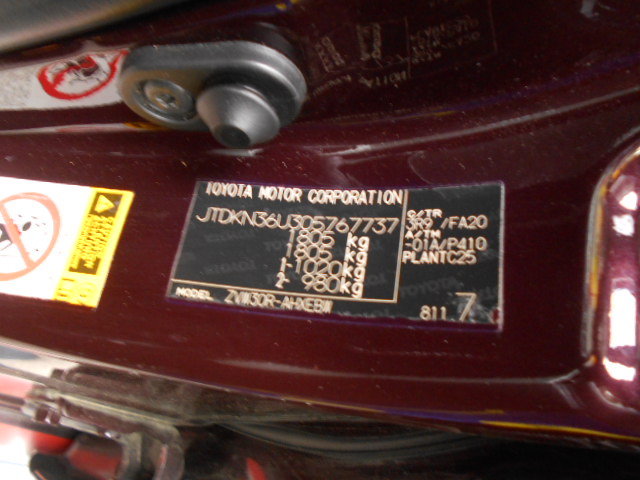 TOYOTA MOTOR CORPORATION
JTDKN36U305767737
1805 kg
1805 kg
1- 1020 kg
2- 980 kg
C/TR
3R9 /FA20
A/TM
-01A/P410
PLANTC25
MODEL ZVW30R-AHXEBW
811 7